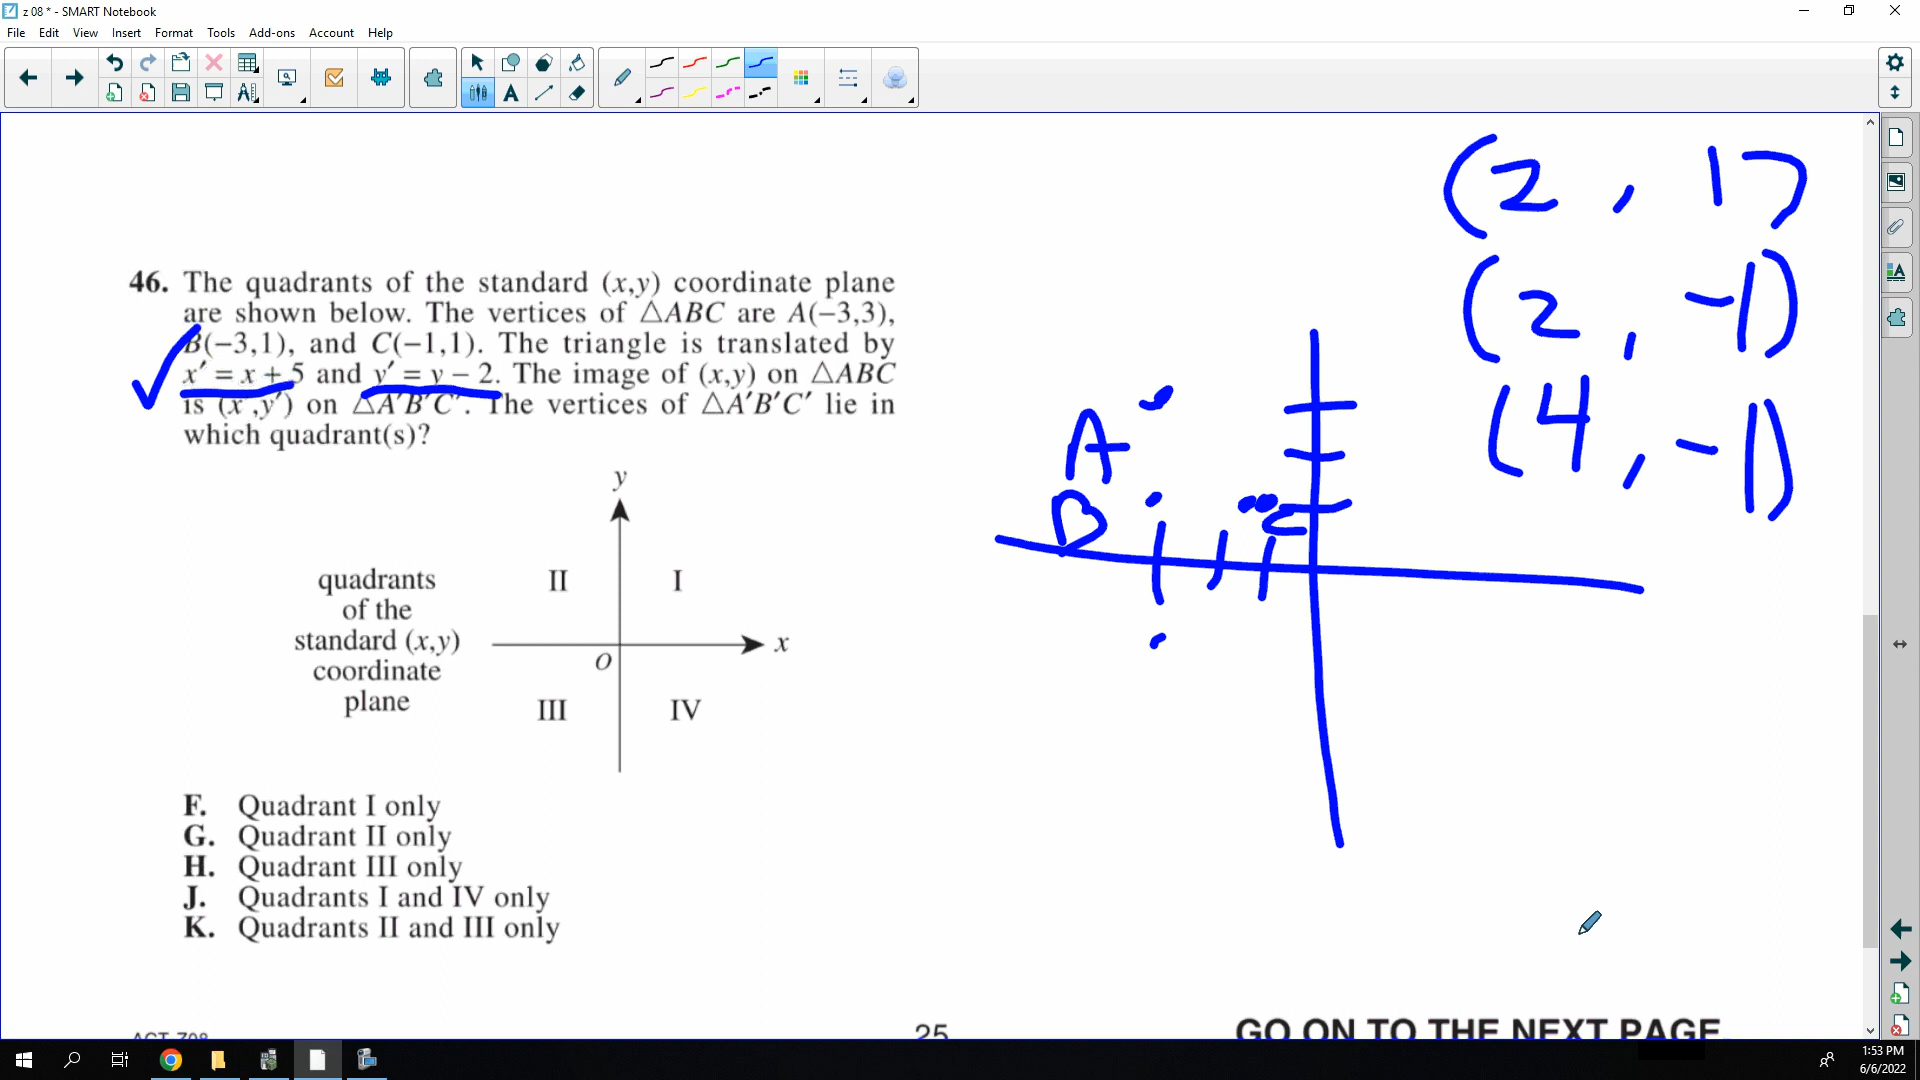 z 08 * - SMART Notebook
File Edit View Insert Format Tools Add-ons Account Help
46. The quadrants of the standard (x,y) coordinate plane
are shown below. The vertices of △ABC are A(−3,3),
B(−3,1), and C(−1,1). The triangle is translated by
x′ = x + 5 and y′ = y − 2. The image of (x,y) on △ABC
is (x′,y′) on △A′B′C′. The vertices of △A′B′C′ lie in
which quadrant(s)?
quadrants
of the
standard (x,y)
coordinate
plane
y
II I
x
O
III IV
F. Quadrant I only
G. Quadrant II only
H. Quadrant III only
J. Quadrants I and IV only
K. Quadrants II and III only
(2, 1)
(2, -1)
(4, -1)
A
B
C
ACT-Z08
25
GO ON TO THE NEXT PAGE.
1:53 PM
6/6/2022